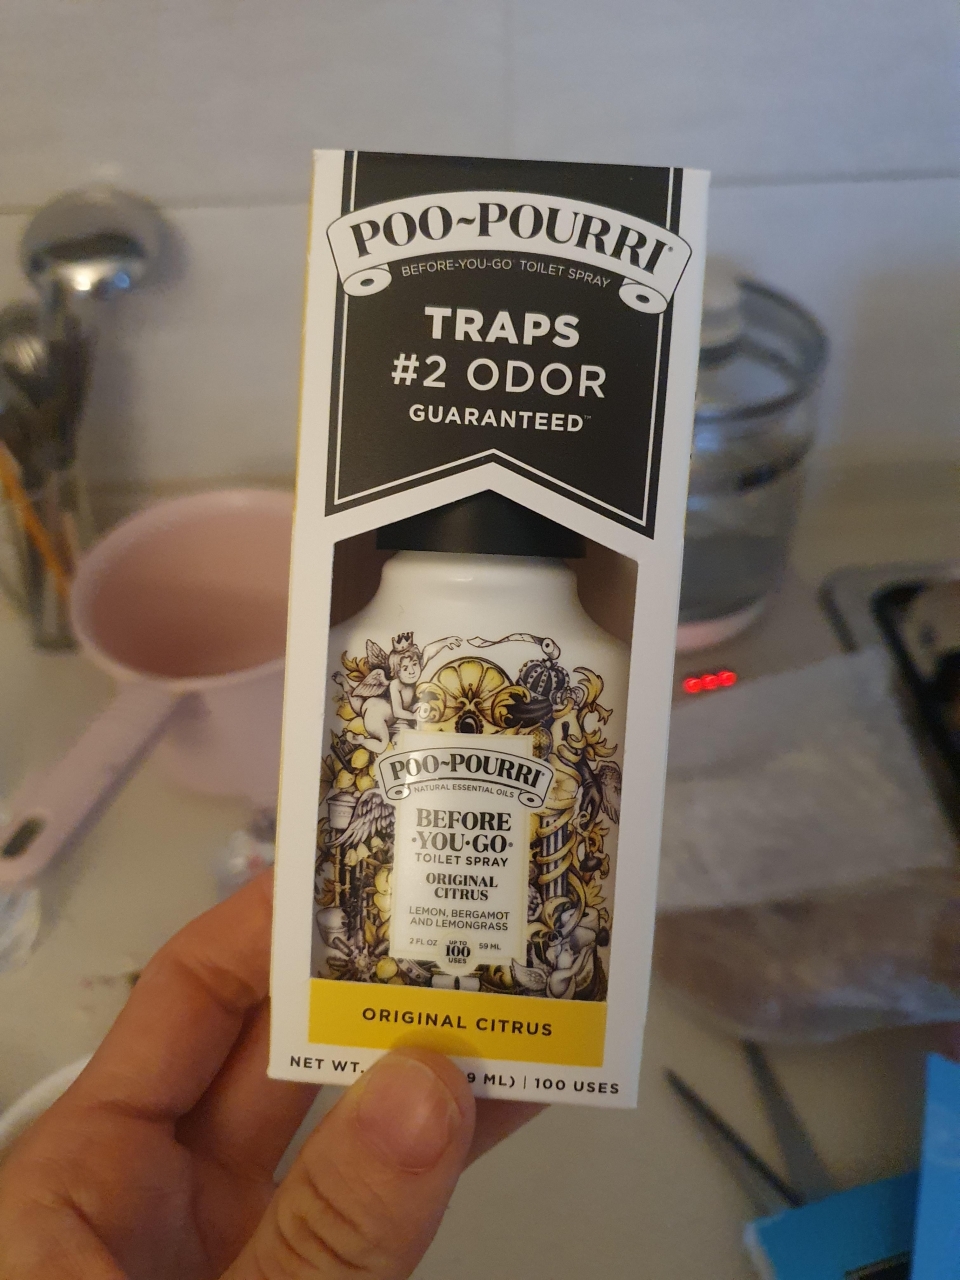 POO~POURRI®
BEFORE-YOU-GO® TOILET SPRAY
TRAPS
#2 ODOR
GUARANTEED™
POO~POURRI
NATURAL ESSENTIAL OILS
BEFORE
·YOU·GO·
TOILET SPRAY
ORIGINAL
CITRUS
LEMON, BERGAMOT
AND LEMONGRASS
2 FL OZ UP TO 100 USES 59 ML
ORIGINAL CITRUS
NET WT. 9 ML) | 100 USES